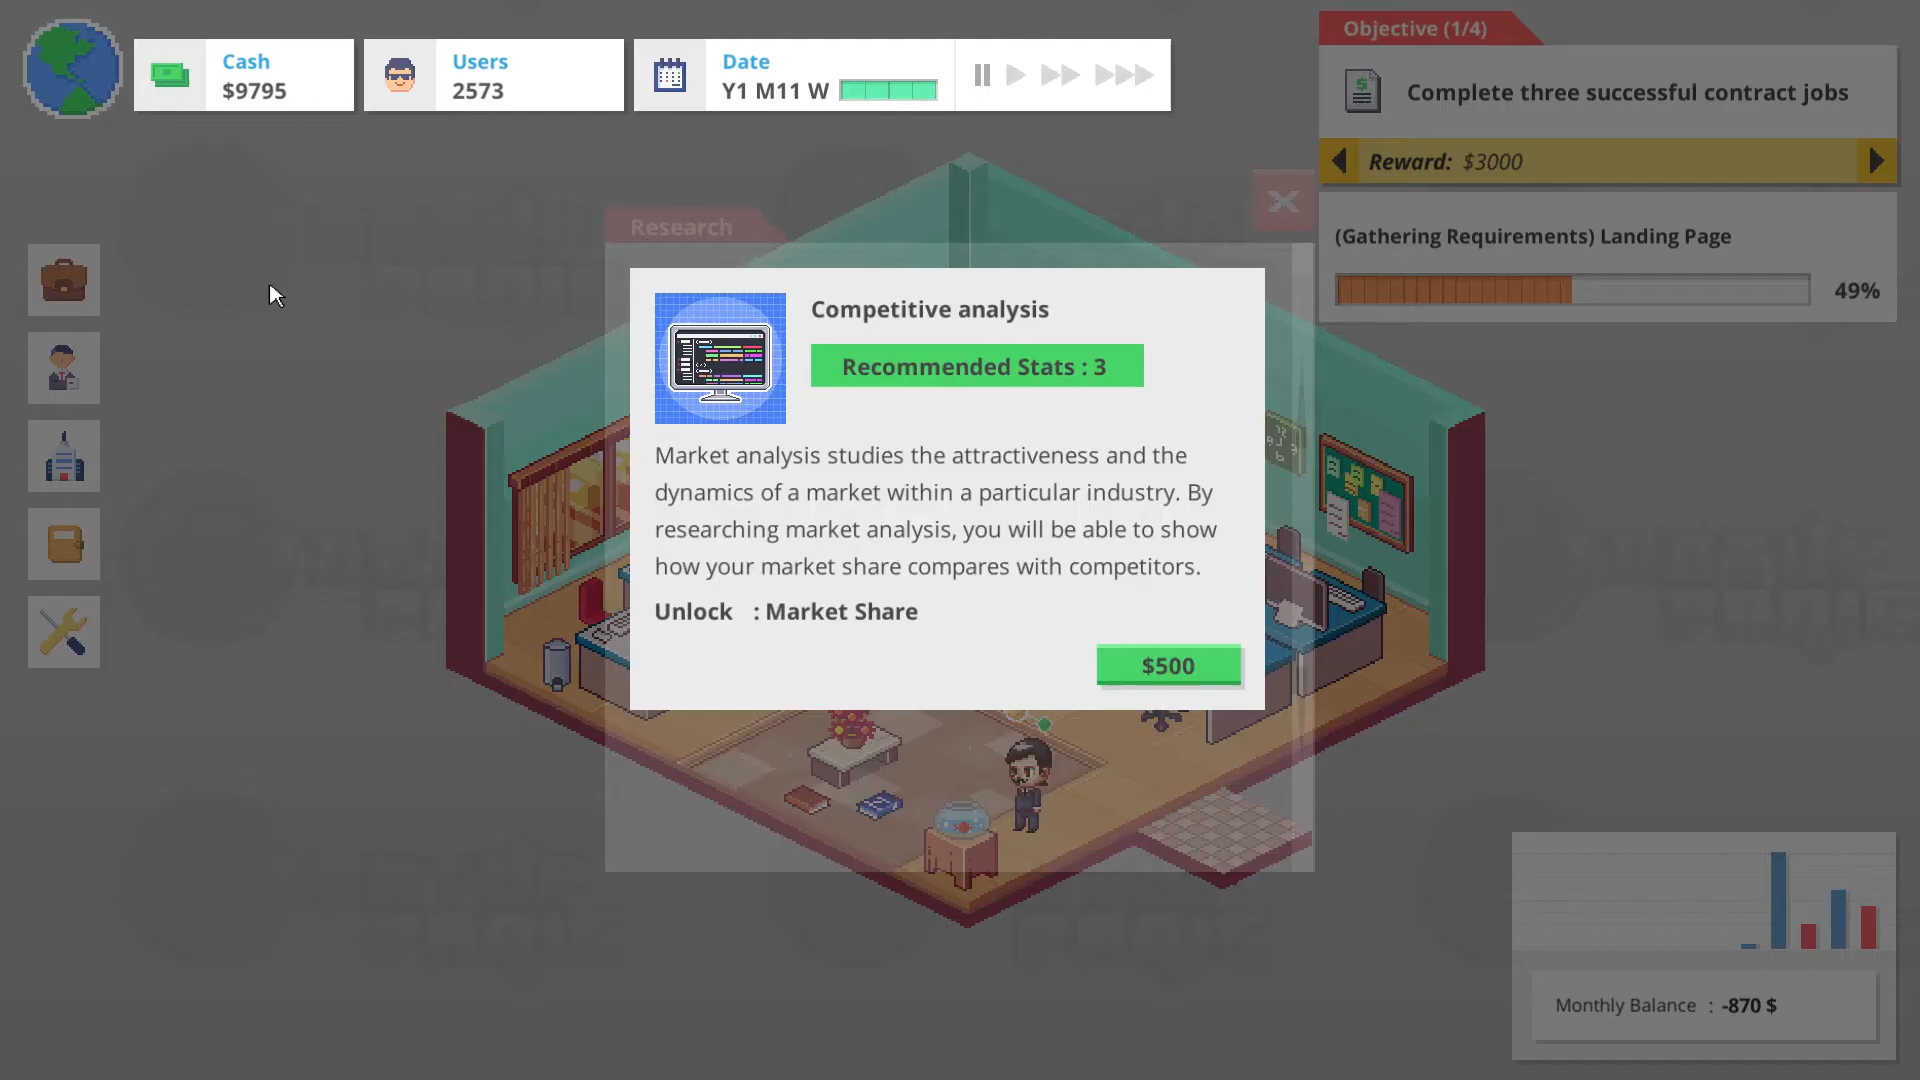 Cash
$9795
Users
2573
Date
Y1 M11 W
Objective (1/4)
Complete three successful contract jobs
Reward: $3000
(Gathering Requirements) Landing Page
49%
Research
Competitive analysis
Recommended Stats : 3
Market analysis studies the attractiveness and the
dynamics of a market within a particular industry. By
researching market analysis, you will be able to show
how your market share compares with competitors.
Unlock : Market Share
$500
Monthly Balance : -870 $